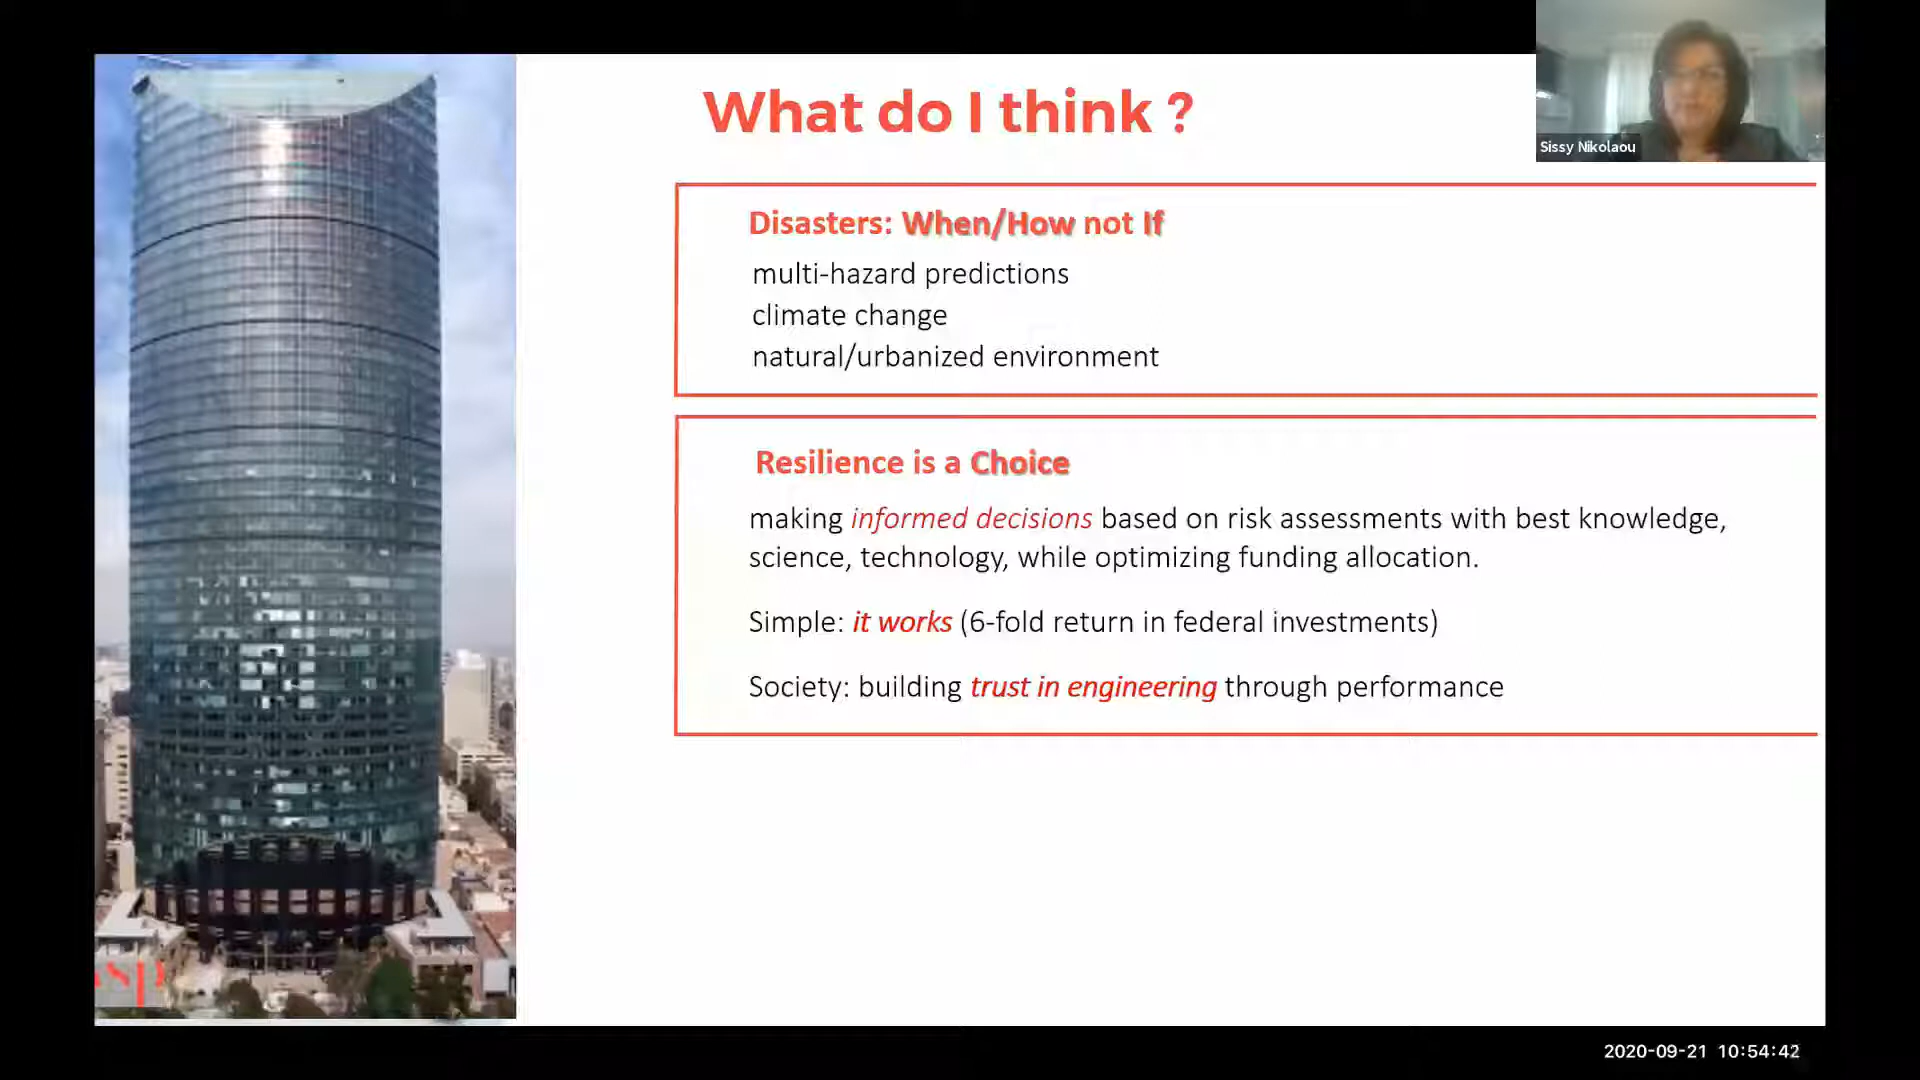 What do I think ?
Sissy Nikolaou
Disasters: When/How not If
multi-hazard predictions
climate change
natural/urbanized environment
Resilience is a Choice
making informed decisions based on risk assessments with best knowledge,
science, technology, while optimizing funding allocation.
Simple: it works (6-fold return in federal investments)
Society: building trust in engineering through performance
2020-09-21 10:54:42